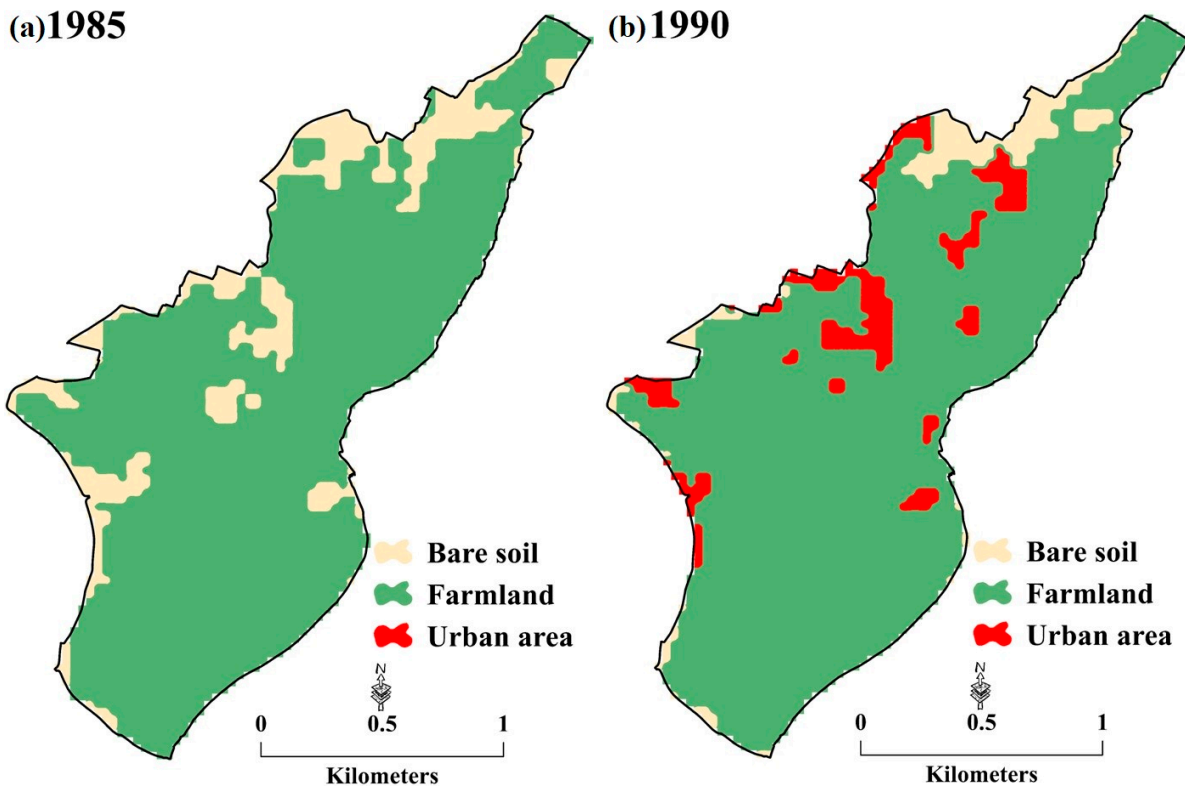 (a)1985
Bare soil
Farmland
Urban area
N
0 0.5 1
Kilometers
(b)1990
Bare soil
Farmland
Urban area
N
0 0.5 1
Kilometers